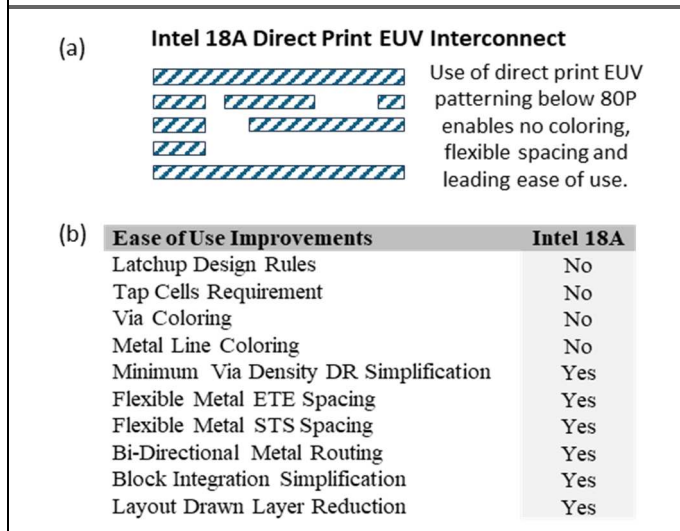 (a)
Intel 18A Direct Print EUV Interconnect
Use of direct print EUV
patterning below 80P
enables no coloring,
flexible spacing and
leading ease of use.
(b)
Ease of Use Improvements Intel 18A
Latchup Design Rules No
Tap Cells Requirement No
Via Coloring No
Metal Line Coloring No
Minimum Via Density DR Simplification Yes
Flexible Metal ETE Spacing Yes
Flexible Metal STS Spacing Yes
Bi-Directional Metal Routing Yes
Block Integration Simplification Yes
Layout Drawn Layer Reduction Yes